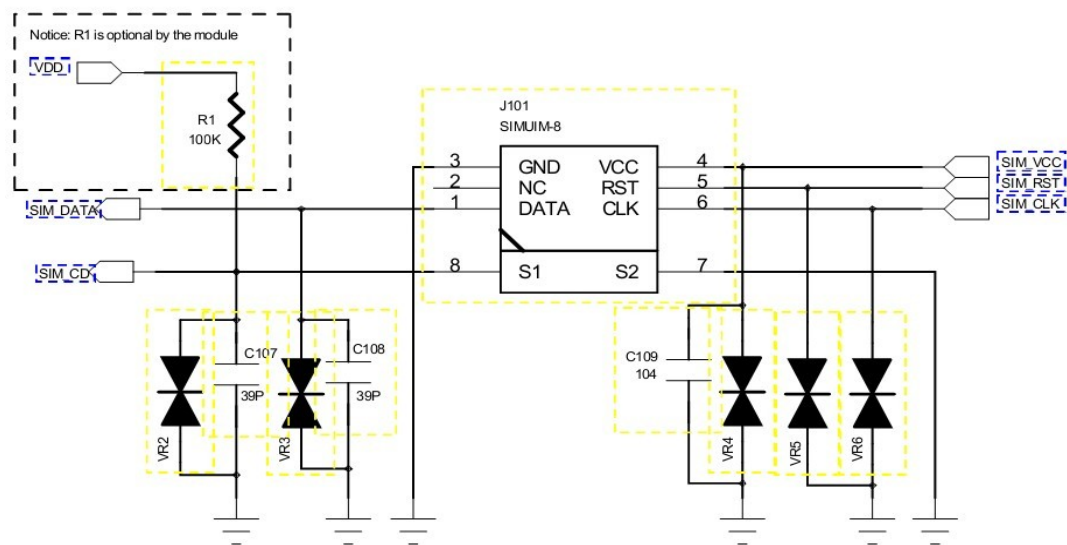 Notice: R1 is optional by the module
VDD
R1
100K
J101
SIMUIM-8
3 GND VCC 4
2 NC RST 5
1 DATA CLK 6
8 S1 S2 7
SIM_DATA
SIM_CD
SIM_VCC
SIM_RST
SIM_CLK
C107
39P
C108
39P
C109
104
VR2
VR3
VR4
VR5
VR6